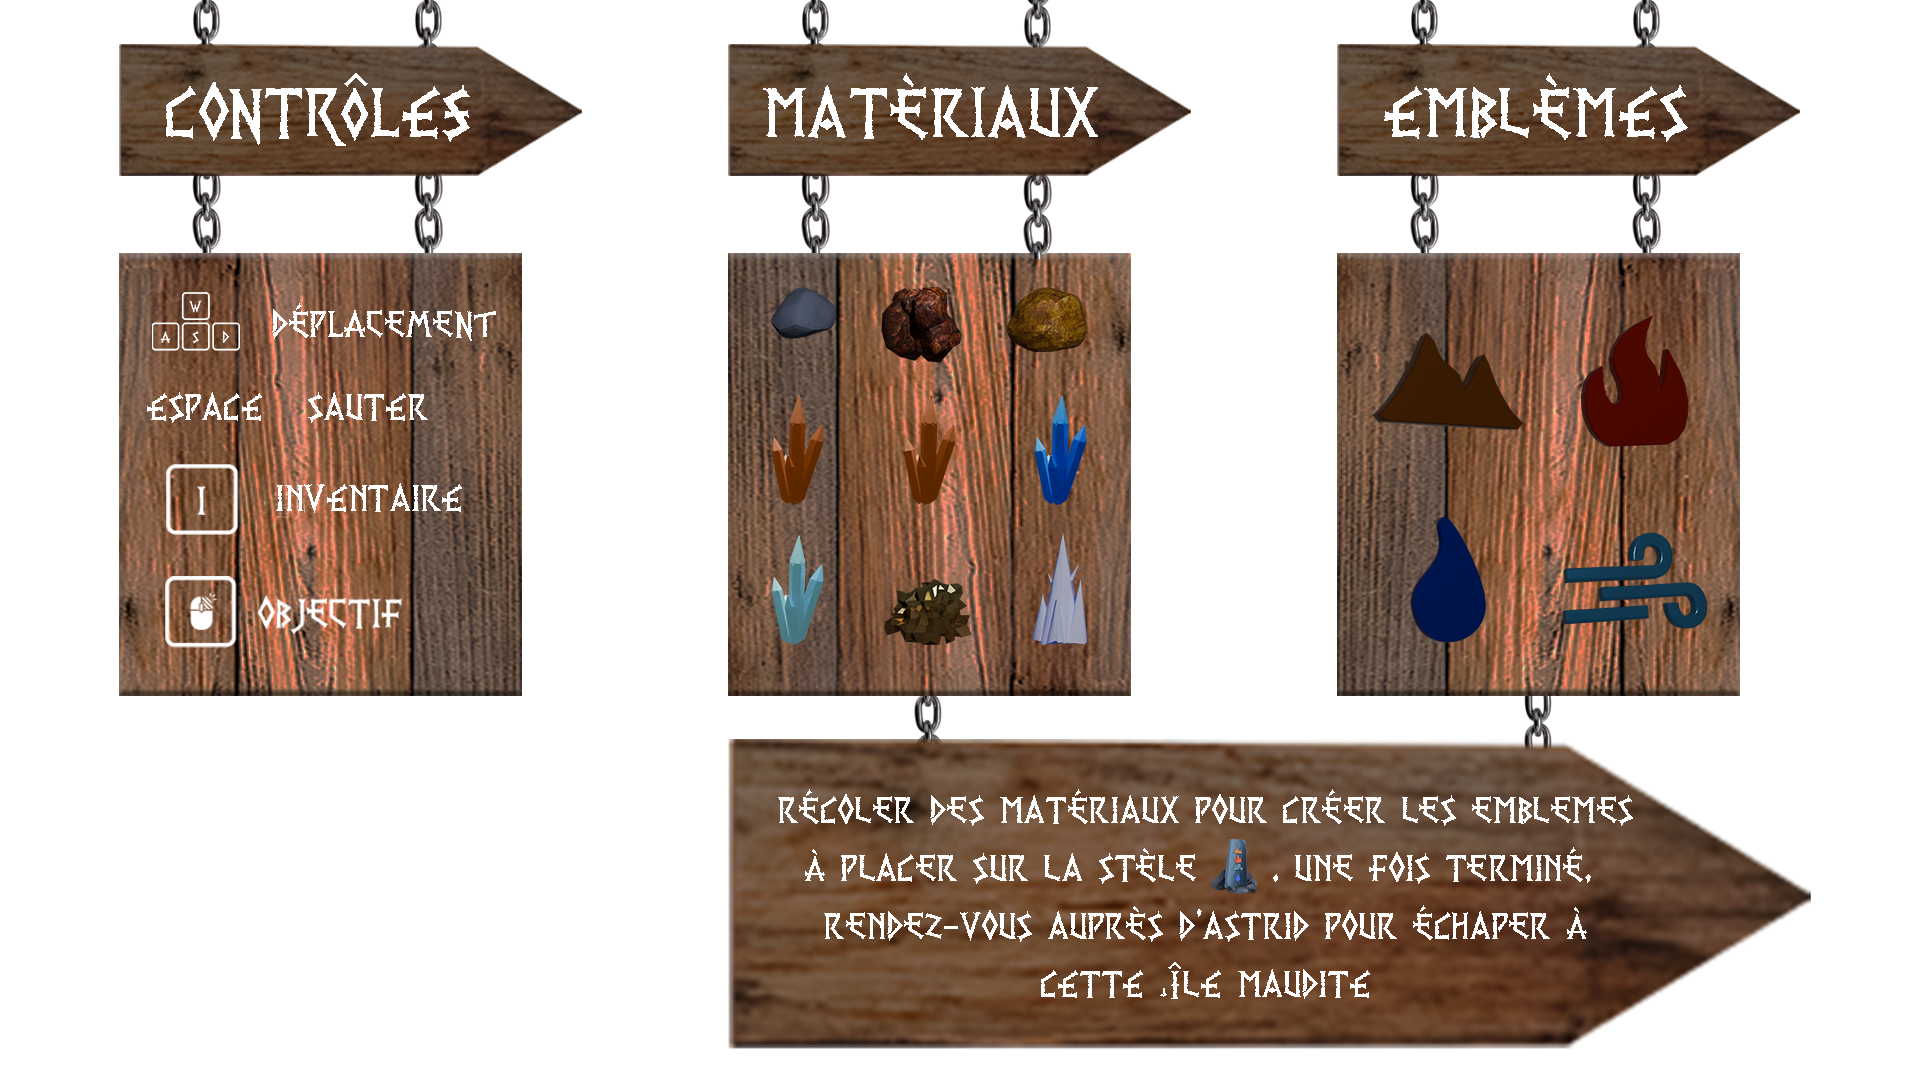 CONTRÔLES
W
A S D
DÉPLACEMENT
ESPACE SAUTER
I INVENTAIRE
OBJECTIF
MATÈRIAUX
EMBLÈMES
RÉCOLER DES MATÉRIAUX POUR CRÉER LES EMBLEMES
À PLACER SUR LA STÈLE . UNE FOIS TERMINÉ,
RENDEZ-VOUS AUPRÈS D'ASTRID POUR ÉCHAPER À
CETTE ÎLE MAUDITE